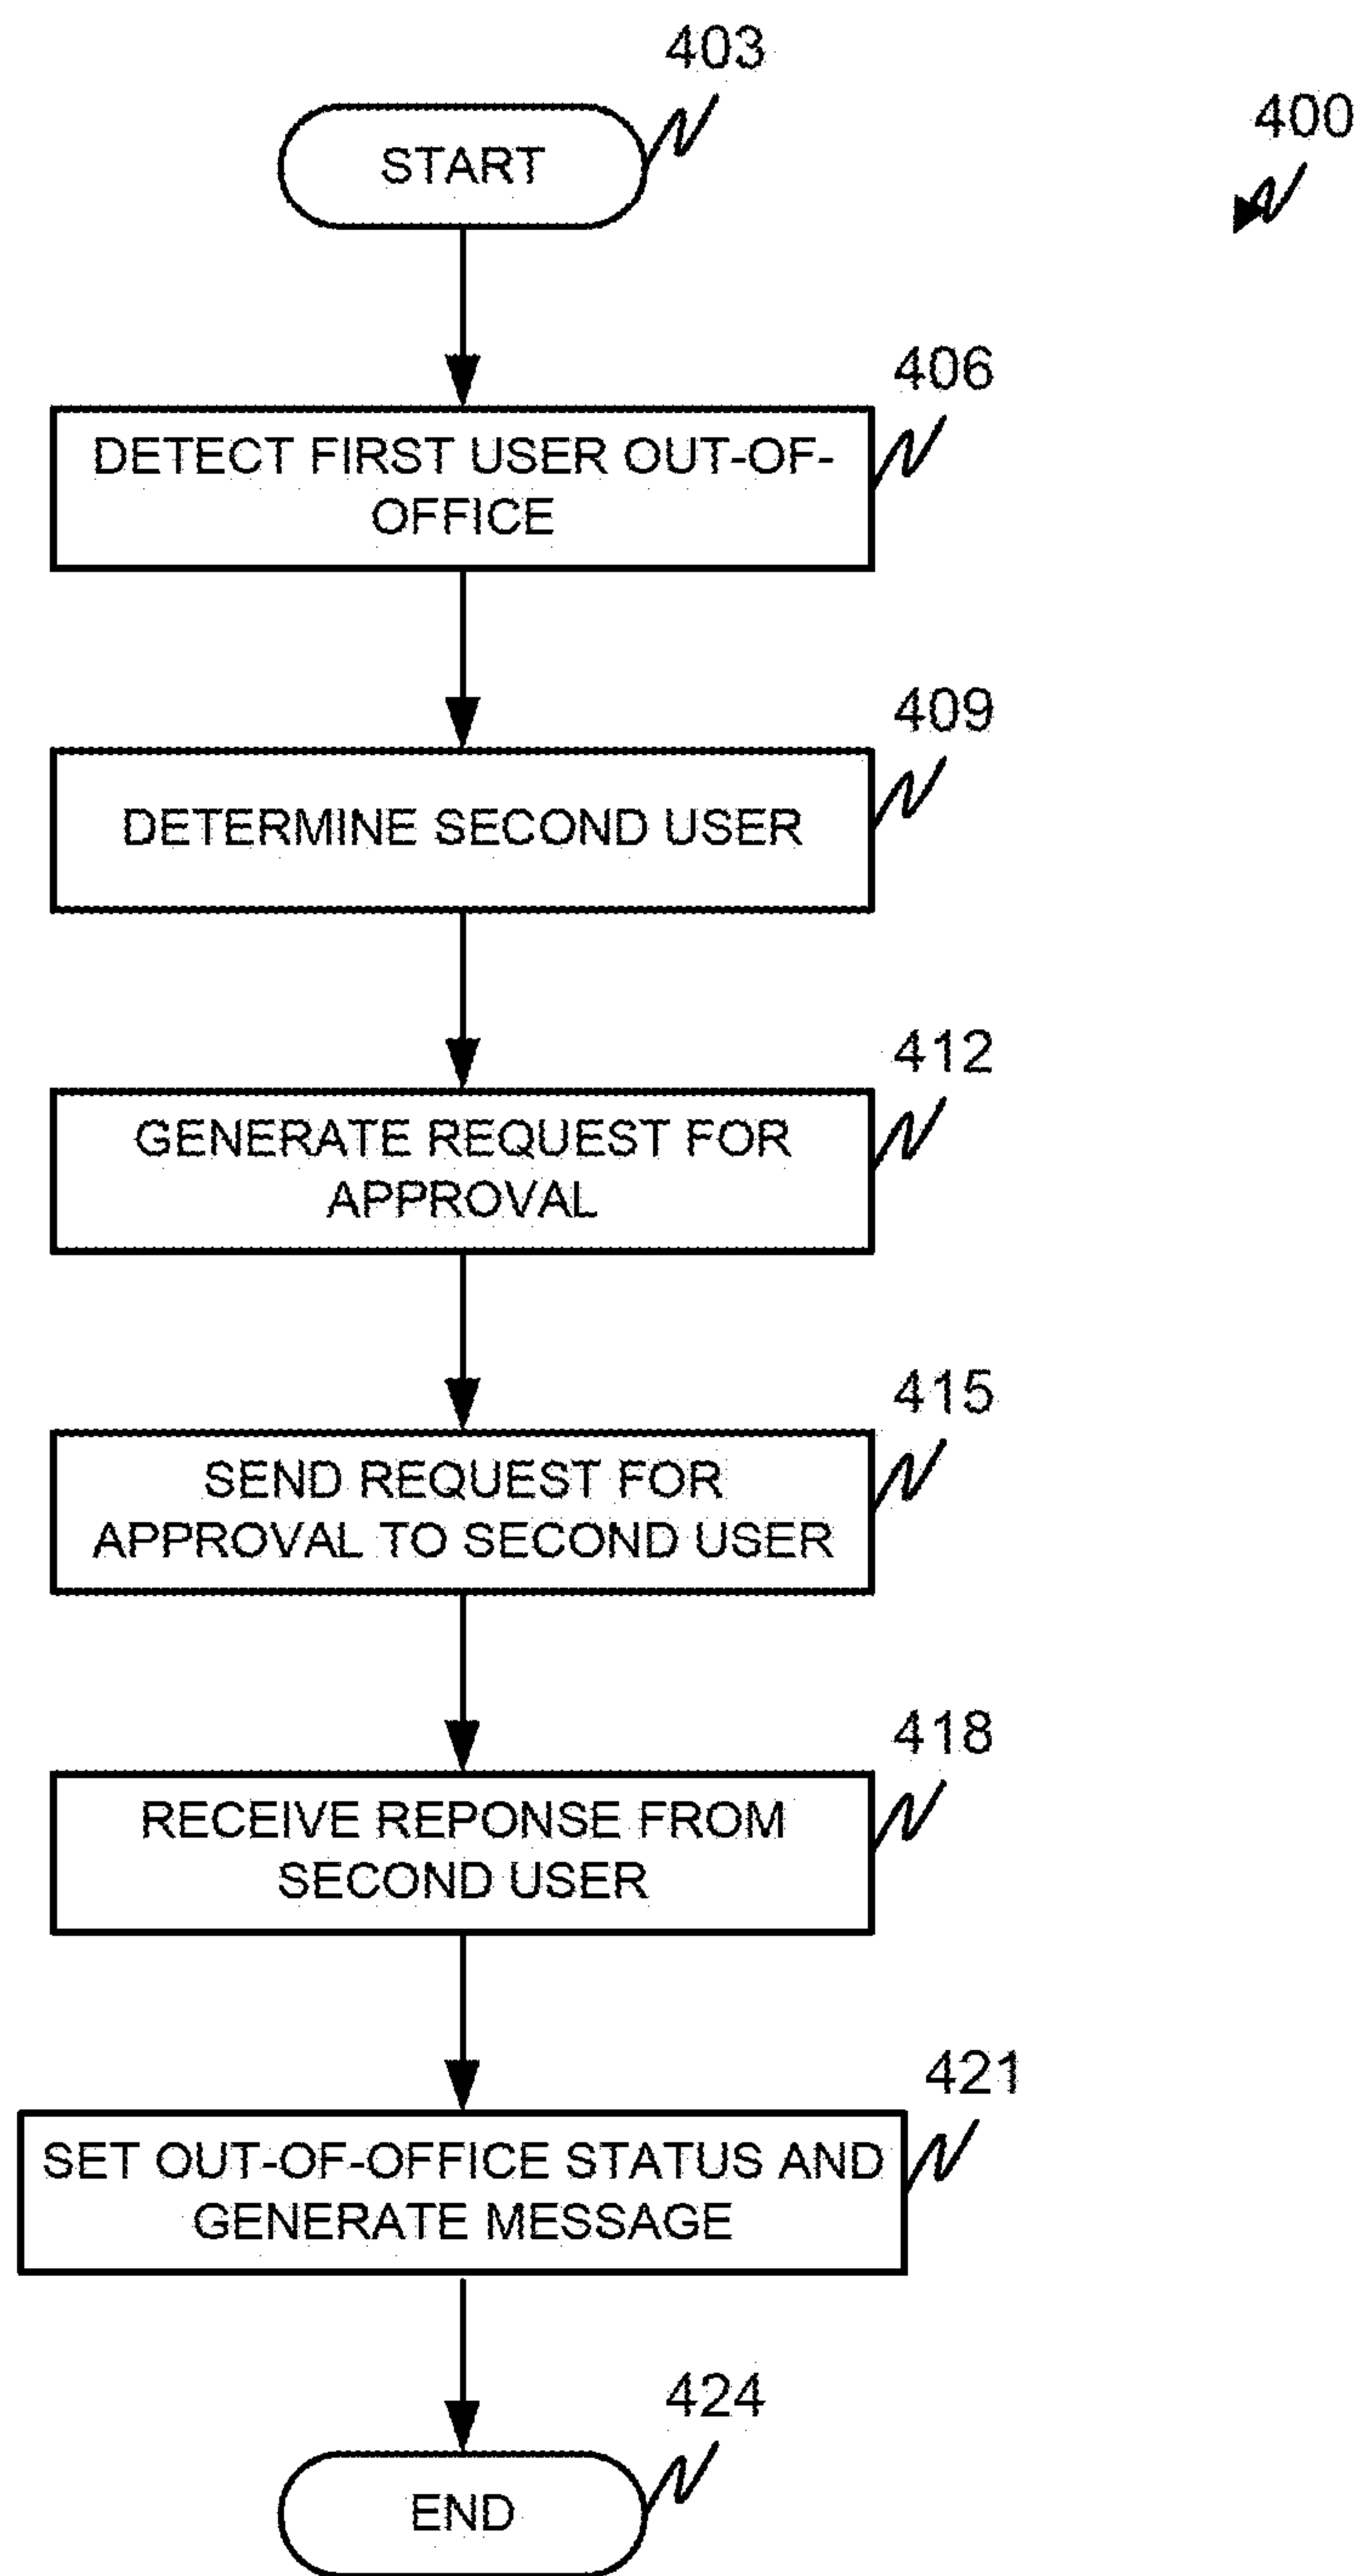 403
400
START
406
DETECT FIRST USER OUT-OF-
OFFICE
409
DETERMINE SECOND USER
412
GENERATE REQUEST FOR
APPROVAL
415
SEND REQUEST FOR
APPROVAL TO SECOND USER
418
RECEIVE REPONSE FROM
SECOND USER
421
SET OUT-OF-OFFICE STATUS AND
GENERATE MESSAGE
424
END